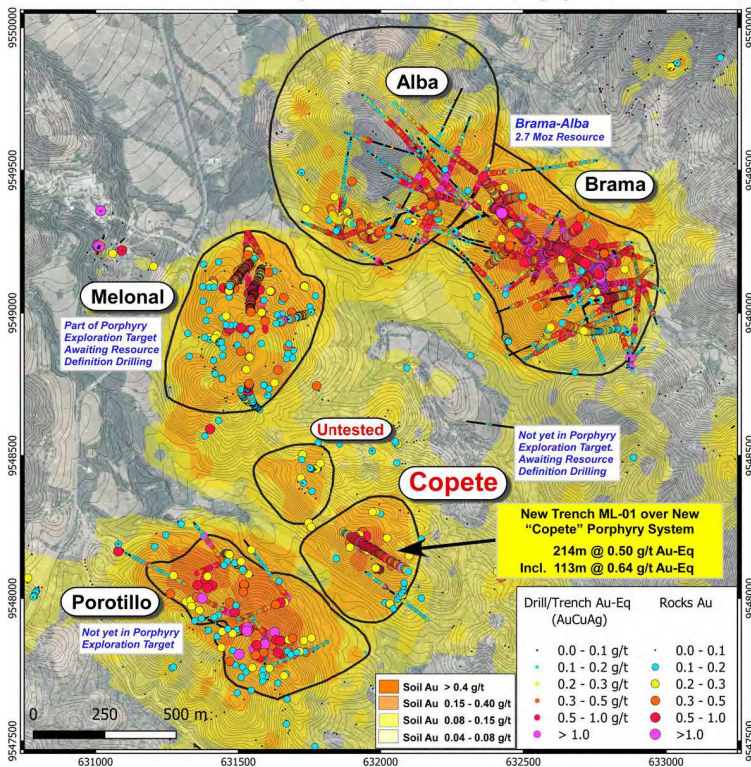 9550000
9550000
Alba
Brama-Alba
2.7 Moz Resource
9549500
9549500
Brama
Melonal
9549000
9549000
Part of Porphyry
Exploration Target
Awaiting Resource
Definition Drilling
Untested
Not yet in Porphyry
Exploration Target.
Awaiting Resource
Definition Drilling
9548500
9548500
Copete
New Trench ML-01 over New
“Copete” Porphyry System
214m @ 0.50 g/t Au-Eq
Incl. 113m @ 0.64 g/t Au-Eq
9548000
9548000
Porotillo
Not yet in Porphyry
Exploration Target
Drill/Trench Au-Eq
(AuCuAg)
0.0 - 0.1 g/t
0.1 - 0.2 g/t
0.2 - 0.3 g/t
0.3 - 0.5 g/t
0.5 - 1.0 g/t
> 1.0
Rocks Au
0.0 - 0.1
0.1 - 0.2
0.2 - 0.3
0.3 - 0.5
0.5 - 1.0
>1.0
Soil Au > 0.4 g/t
Soil Au 0.15 - 0.40 g/t
Soil Au 0.08 - 0.15 g/t
Soil Au 0.04 - 0.08 g/t
0 250 500 m
9547500
9547500
631000 631500 632000 632500 633000